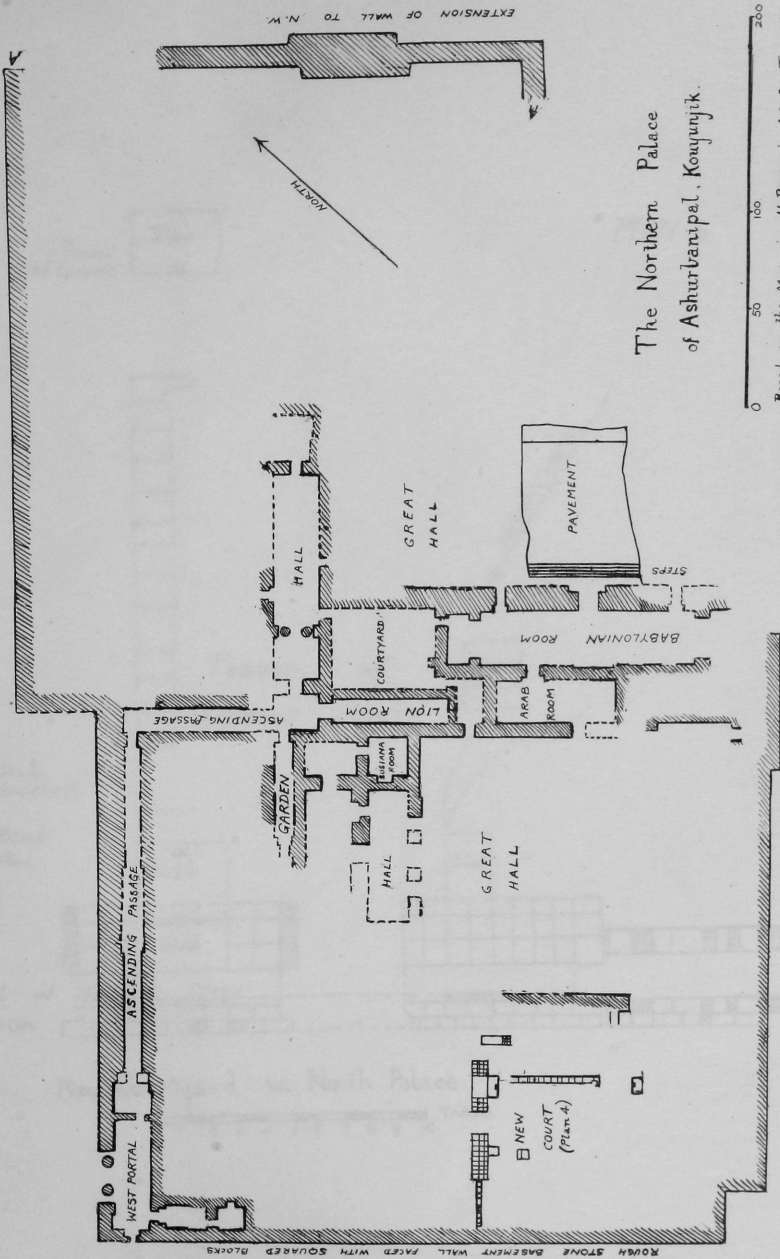 The Northern Palace
of Ashurbanipal, Kouyunjik.
0 50 100 200
EXTENSION OF WALL TO N.W.
A
NORTH
GREAT
HALL
PAVEMENT
STEPS
HALL
COURTYARD
BABYLONIAN
ROOM
ASCENDING PASSAGE
LION ROOM
ARAB
ROOM
SUSIANA
ROOM
GARDEN
HALL
GREAT
HALL
ASCENDING PASSAGE
WEST PORTAL
NEW
COURT
(Plan 4)
ROUGH STONE BASEMENT WALL FACED WITH SQUARED BLOCKS